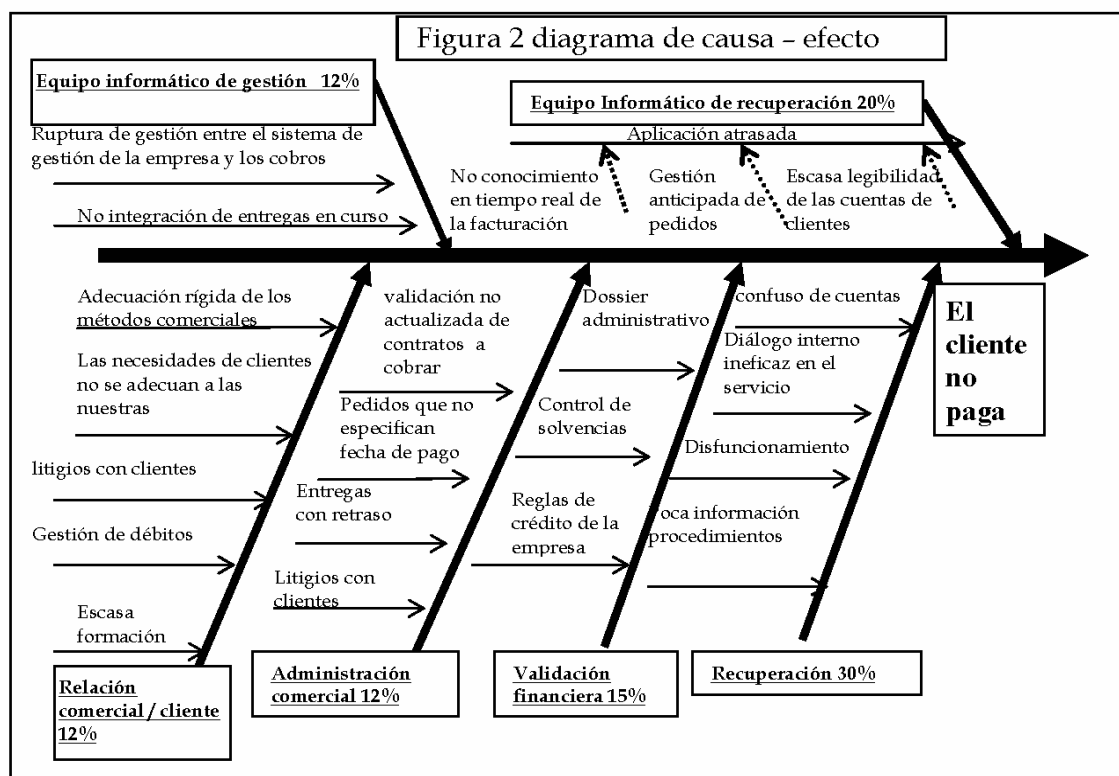 Figura 2 diagrama de causa – efecto
Equipo informático de gestión 12%
Equipo Informático de recuperación 20%
Aplicación atrasada
Ruptura de gestión entre el sistema de
gestión de la empresa y los cobros
No integración de entregas en curso
No conocimiento
en tiempo real de
la facturación
Gestión
anticipada de
pedidos
Escasa legibilidad
de las cuentas de
clientes
Adecuación rígida de los
métodos comerciales
Las necesidades de clientes
no se adecuan a las
nuestras
litigios con clientes
Gestión de débitos
Escasa
formación
Relación
comercial / cliente
12%
validación no
actualizada de
contratos a
cobrar
Pedidos que no
especifican
fecha de pago
Entregas
con retraso
Litigios con
clientes
Administración
comercial 12%
Dossier
administrativo
Control de
solvencias
Reglas de
crédito de la
empresa
Validación
financiera 15%
confuso de cuentas
Diálogo interno
ineficaz en el
servicio
Disfuncionamiento
información
procedimientos
Recuperación 30%
El
cliente
no
paga